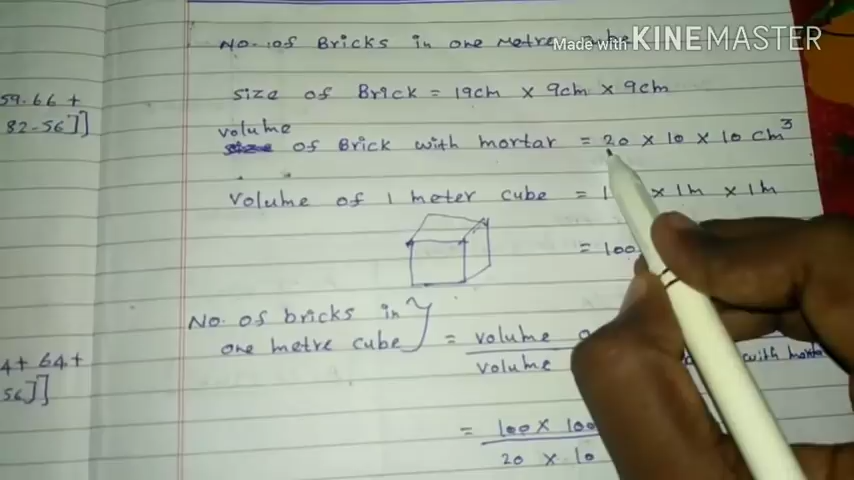 No. of Bricks in one Metre cube
Made with KINEMASTER
size of Brick = 19cm × 9cm × 9cm
volume
of Brick with mortar = 20 × 10 × 10 cm³
volume of 1 meter cube = 1 × 1m × 1m
= 100
No. of bricks in
one metre cube } = volume
volume with mortar
= 100 × 100
20 × 10
59.66 +
82-56]]
4 + 64 +
56]]